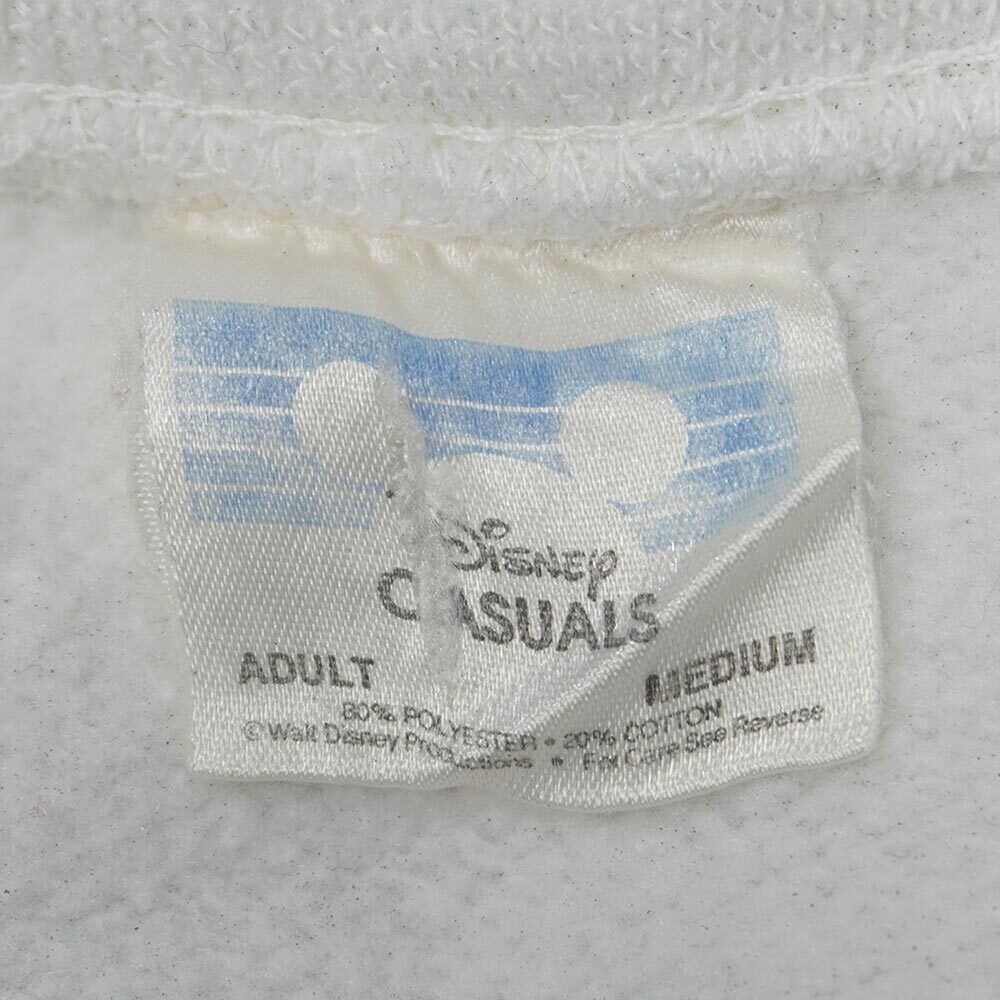 Disney
CASUALS
ADULT MEDIUM
80% POLYESTER • 20% COTTON
© Walt Disney Productions • For Care See Reverse